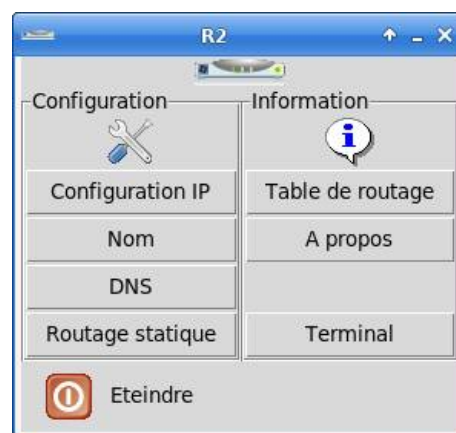 R2
Configuration
Information
Configuration IP
Table de routage
Nom
A propos
DNS
Routage statique
Terminal
Eteindre